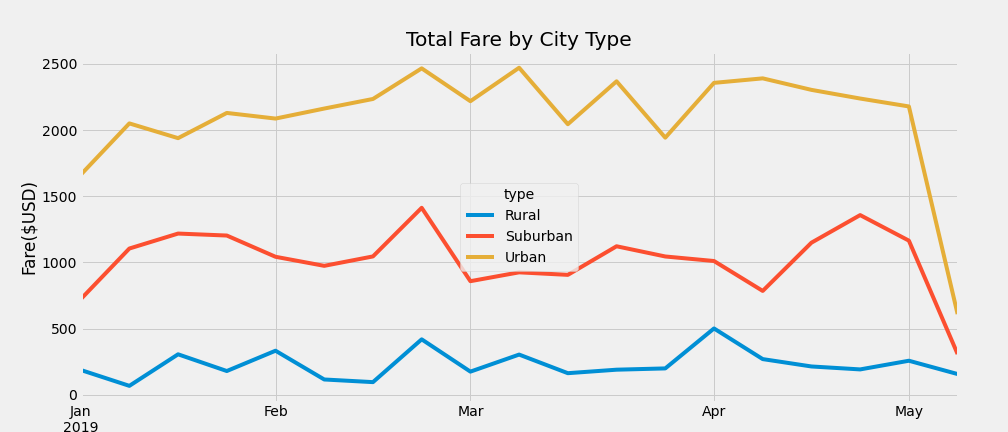 Total Fare by City Type
Fare($USD)
2500
2000
1500
1000
500
0
type
Rural
Suburban
Urban
Jan Feb Mar Apr May
2019